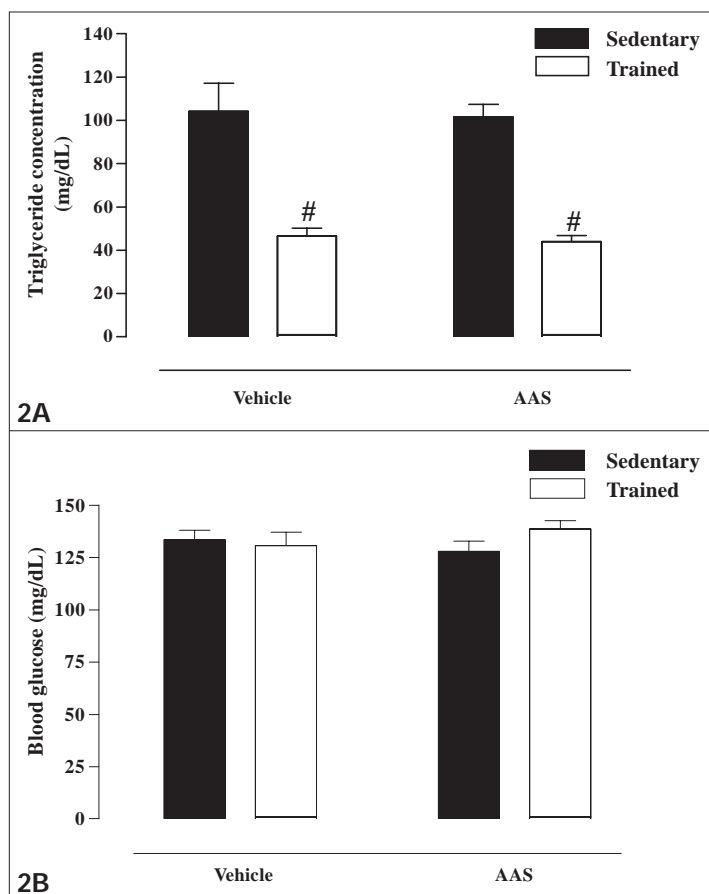 140
120
100
80
60
40
20
0
Triglyceride concentration
(mg/dL)
Sedentary
Trained
#
#
Vehicle
AAS
2A
Sedentary
Trained
150
125
100
75
50
25
0
Blood glucose (mg/dL)
Vehicle
AAS
2B